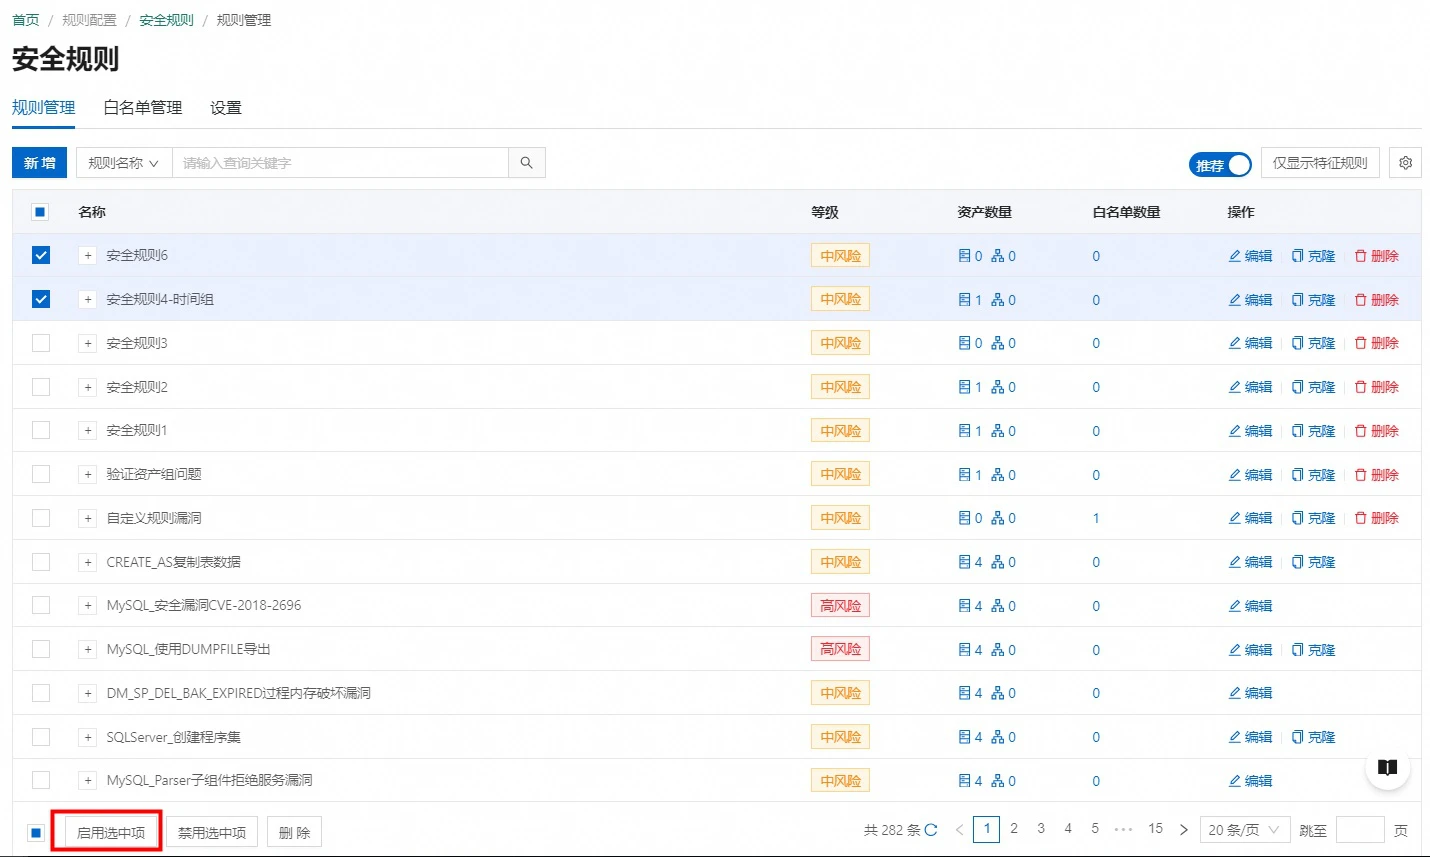 首页 / 规则配置 / 安全规则 / 规则管理
安全规则
规则管理 白名单管理 设置
新 增 规则名称 请输入查询关键字 推荐 仅显示特征规则
名称 等级 资产数量 白名单数量 操作
安全规则6 中风险 0 0 0 编辑 克隆 删除
安全规则4-时间组 中风险 1 0 0 编辑 克隆 删除
安全规则3 中风险 0 0 0 编辑 克隆 删除
安全规则2 中风险 1 0 0 编辑 克隆 删除
安全规则1 中风险 1 0 0 编辑 克隆 删除
验证资产组问题 中风险 1 0 0 编辑 克隆 删除
自定义规则漏洞 中风险 0 0 1 编辑 克隆 删除
CREATE_AS复制表数据 中风险 4 0 0 编辑 克隆
MySQL_安全漏洞CVE-2018-2696 高风险 4 0 0 编辑
MySQL_使用DUMPFILE导出 高风险 4 0 0 编辑 克隆
DM_SP_DEL_BAK_EXPIRED过程内存破坏漏洞 中风险 4 0 0 编辑
SQLServer_创建程序集 中风险 4 0 0 编辑 克隆
MySQL_Parser子组件拒绝服务漏洞 中风险 4 0 0 编辑
启用选中项 禁用选中项 删 除 共 282 条 < 1 2 3 4 5 ••• 15 > 20 条/页 跳至 页